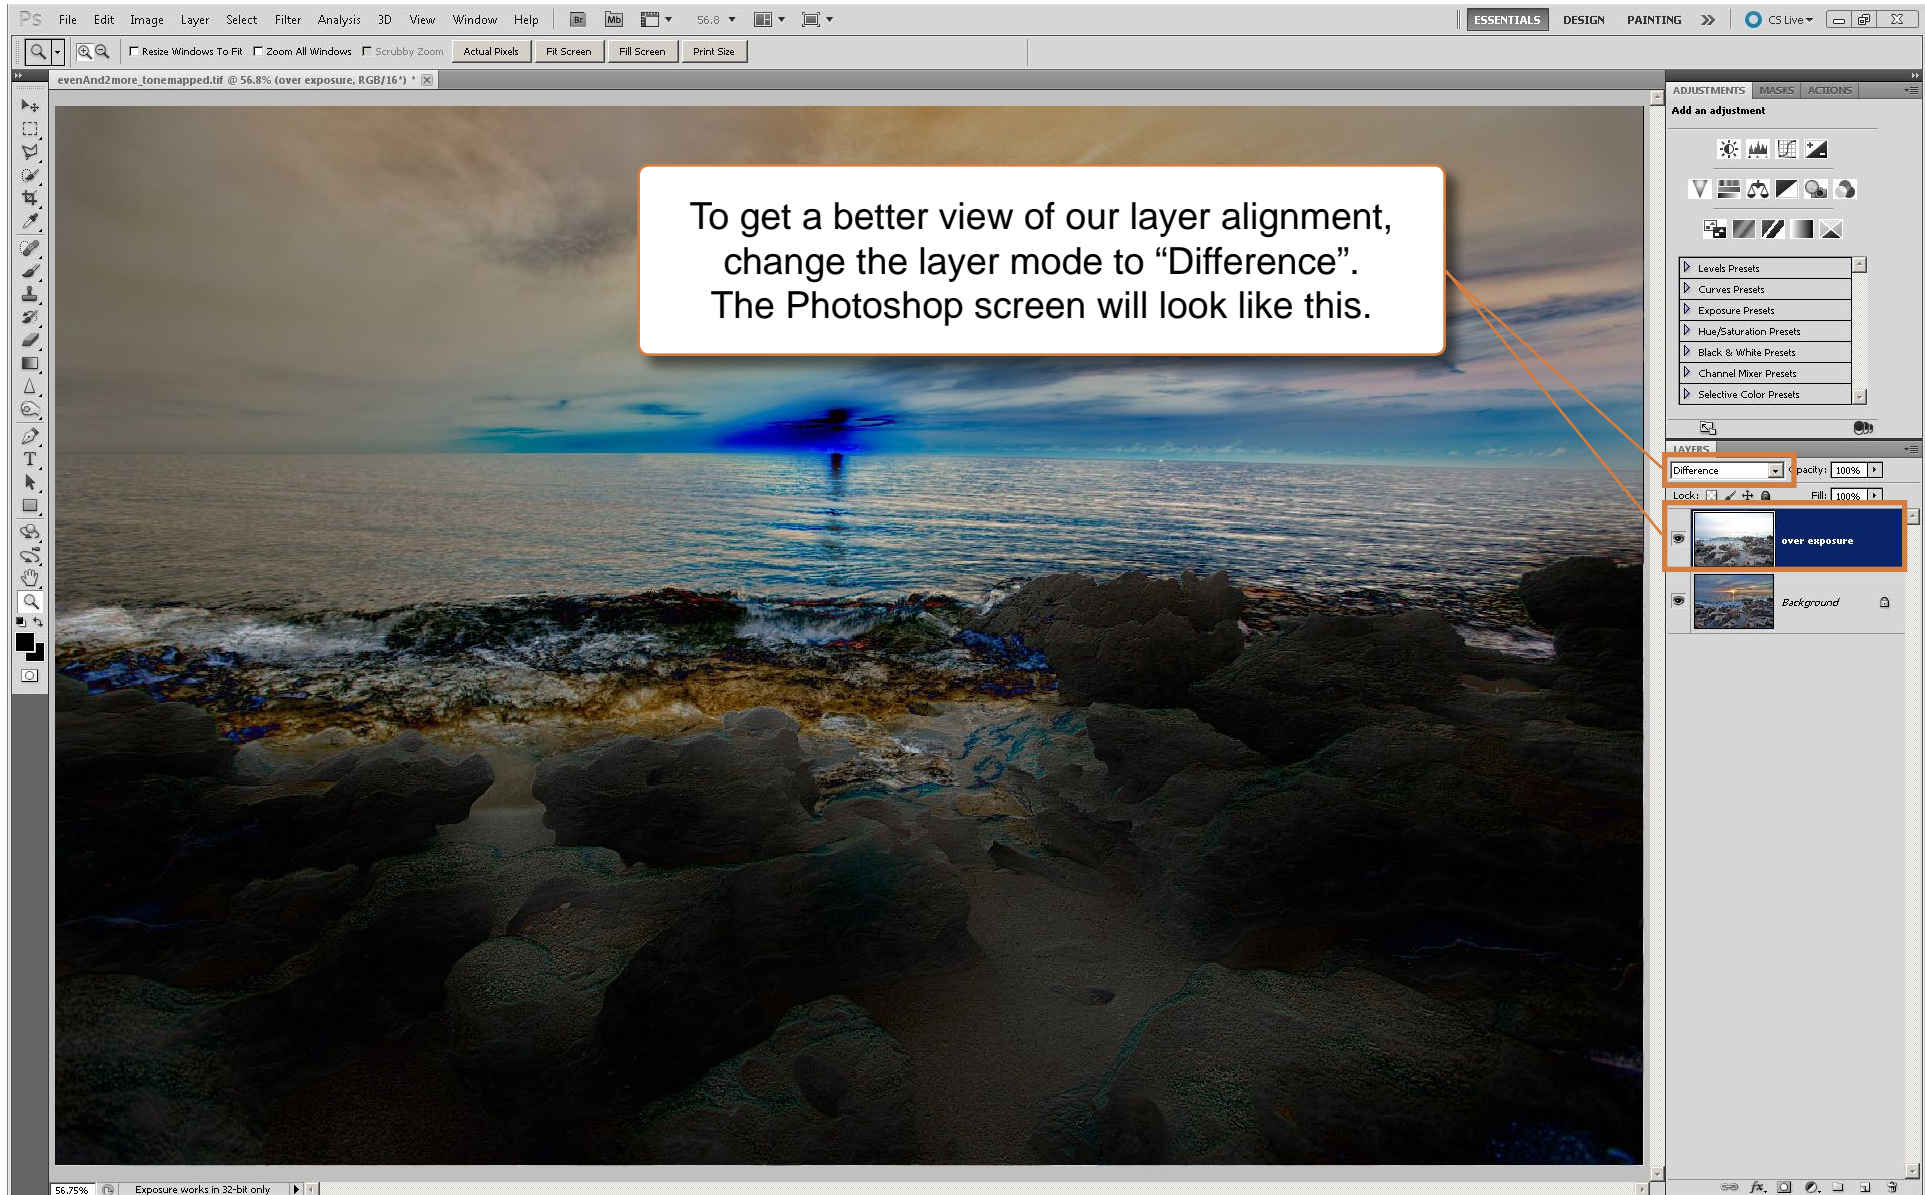 Ps File Edit Image Layer Select Filter Analysis 3D View Window Help Br Mb 56.8 ESSENTIALS DESIGN PAINTING CS Live
Resize Windows To Fit Zoom All Windows Scrubby Zoom Actual Pixels Fit Screen Fill Screen Print Size
evenAnd2more_tonemapped.tif @ 56.8% (over exposure, RGB/16*) *
ADJUSTMENTS MASKS ACTIONS
Add an adjustment
To get a better view of our layer alignment,
change the layer mode to “Difference”.
The Photoshop screen will look like this.
Levels Presets
Curves Presets
Exposure Presets
Hue/Saturation Presets
Black & White Presets
Channel Mixer Presets
Selective Color Presets
LAYERS
Difference pacity: 100%
Lock: Fill: 100%
over exposure
Background
56.75% Exposure works in 32-bit only